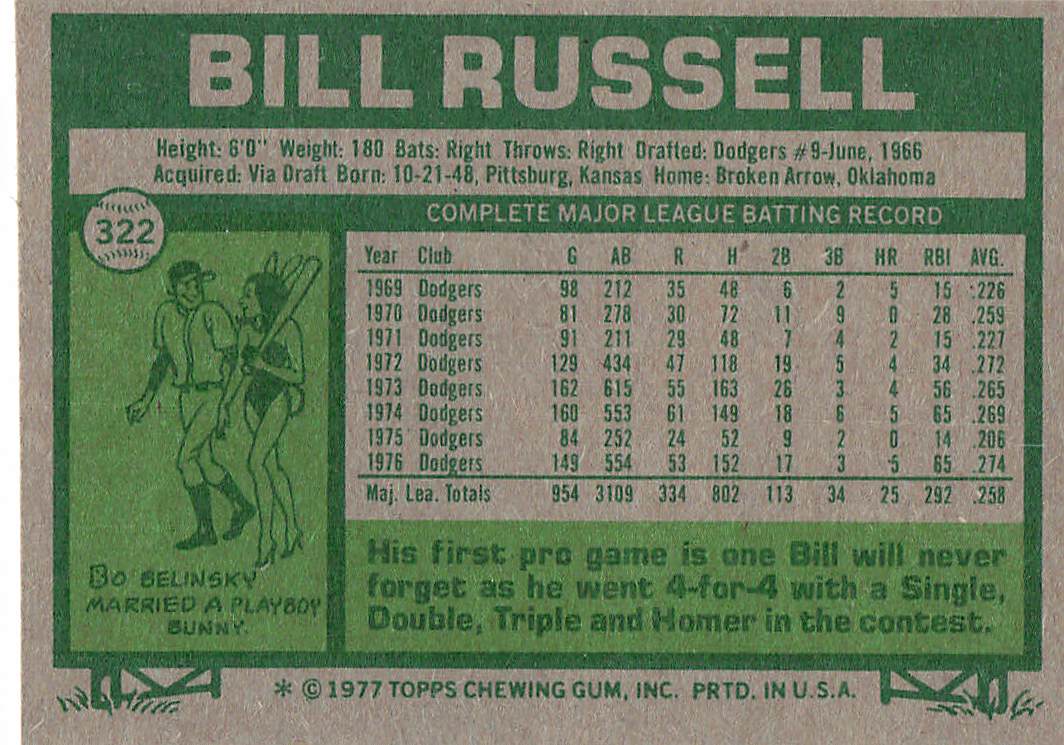 BILL RUSSELL
Height: 6'0" Weight: 180 Bats: Right Throws: Right Drafted: Dodgers #9-June, 1966
Acquired: Via Draft Born: 10-21-48, Pittsburg, Kansas Home: Broken Arrow, Oklahoma
322
COMPLETE MAJOR LEAGUE BATTING RECORD
Year Club G AB R H 2B 3B HR RBI AVG.
1969 Dodgers 98 212 35 48 6 2 5 15 .226
1970 Dodgers 81 278 30 72 11 9 0 28 .259
1971 Dodgers 91 211 29 48 7 4 2 15 .227
1972 Dodgers 129 434 47 118 19 5 4 34 .272
1973 Dodgers 162 615 55 163 26 3 4 56 .265
1974 Dodgers 160 553 61 149 18 6 5 65 .269
1975 Dodgers 84 252 24 52 9 2 0 14 .206
1976 Dodgers 149 554 53 152 17 3 5 65 .274
Maj. Lea. Totals 954 3109 334 802 113 34 25 292 .258
BO BELINSKY
MARRIED A PLAYBOY
BUNNY.
His first pro game is one Bill will never
forget as he went 4-for-4 with a Single,
Double, Triple and Homer in the contest.
* © 1977 TOPPS CHEWING GUM, INC. PRTD. IN U.S.A.